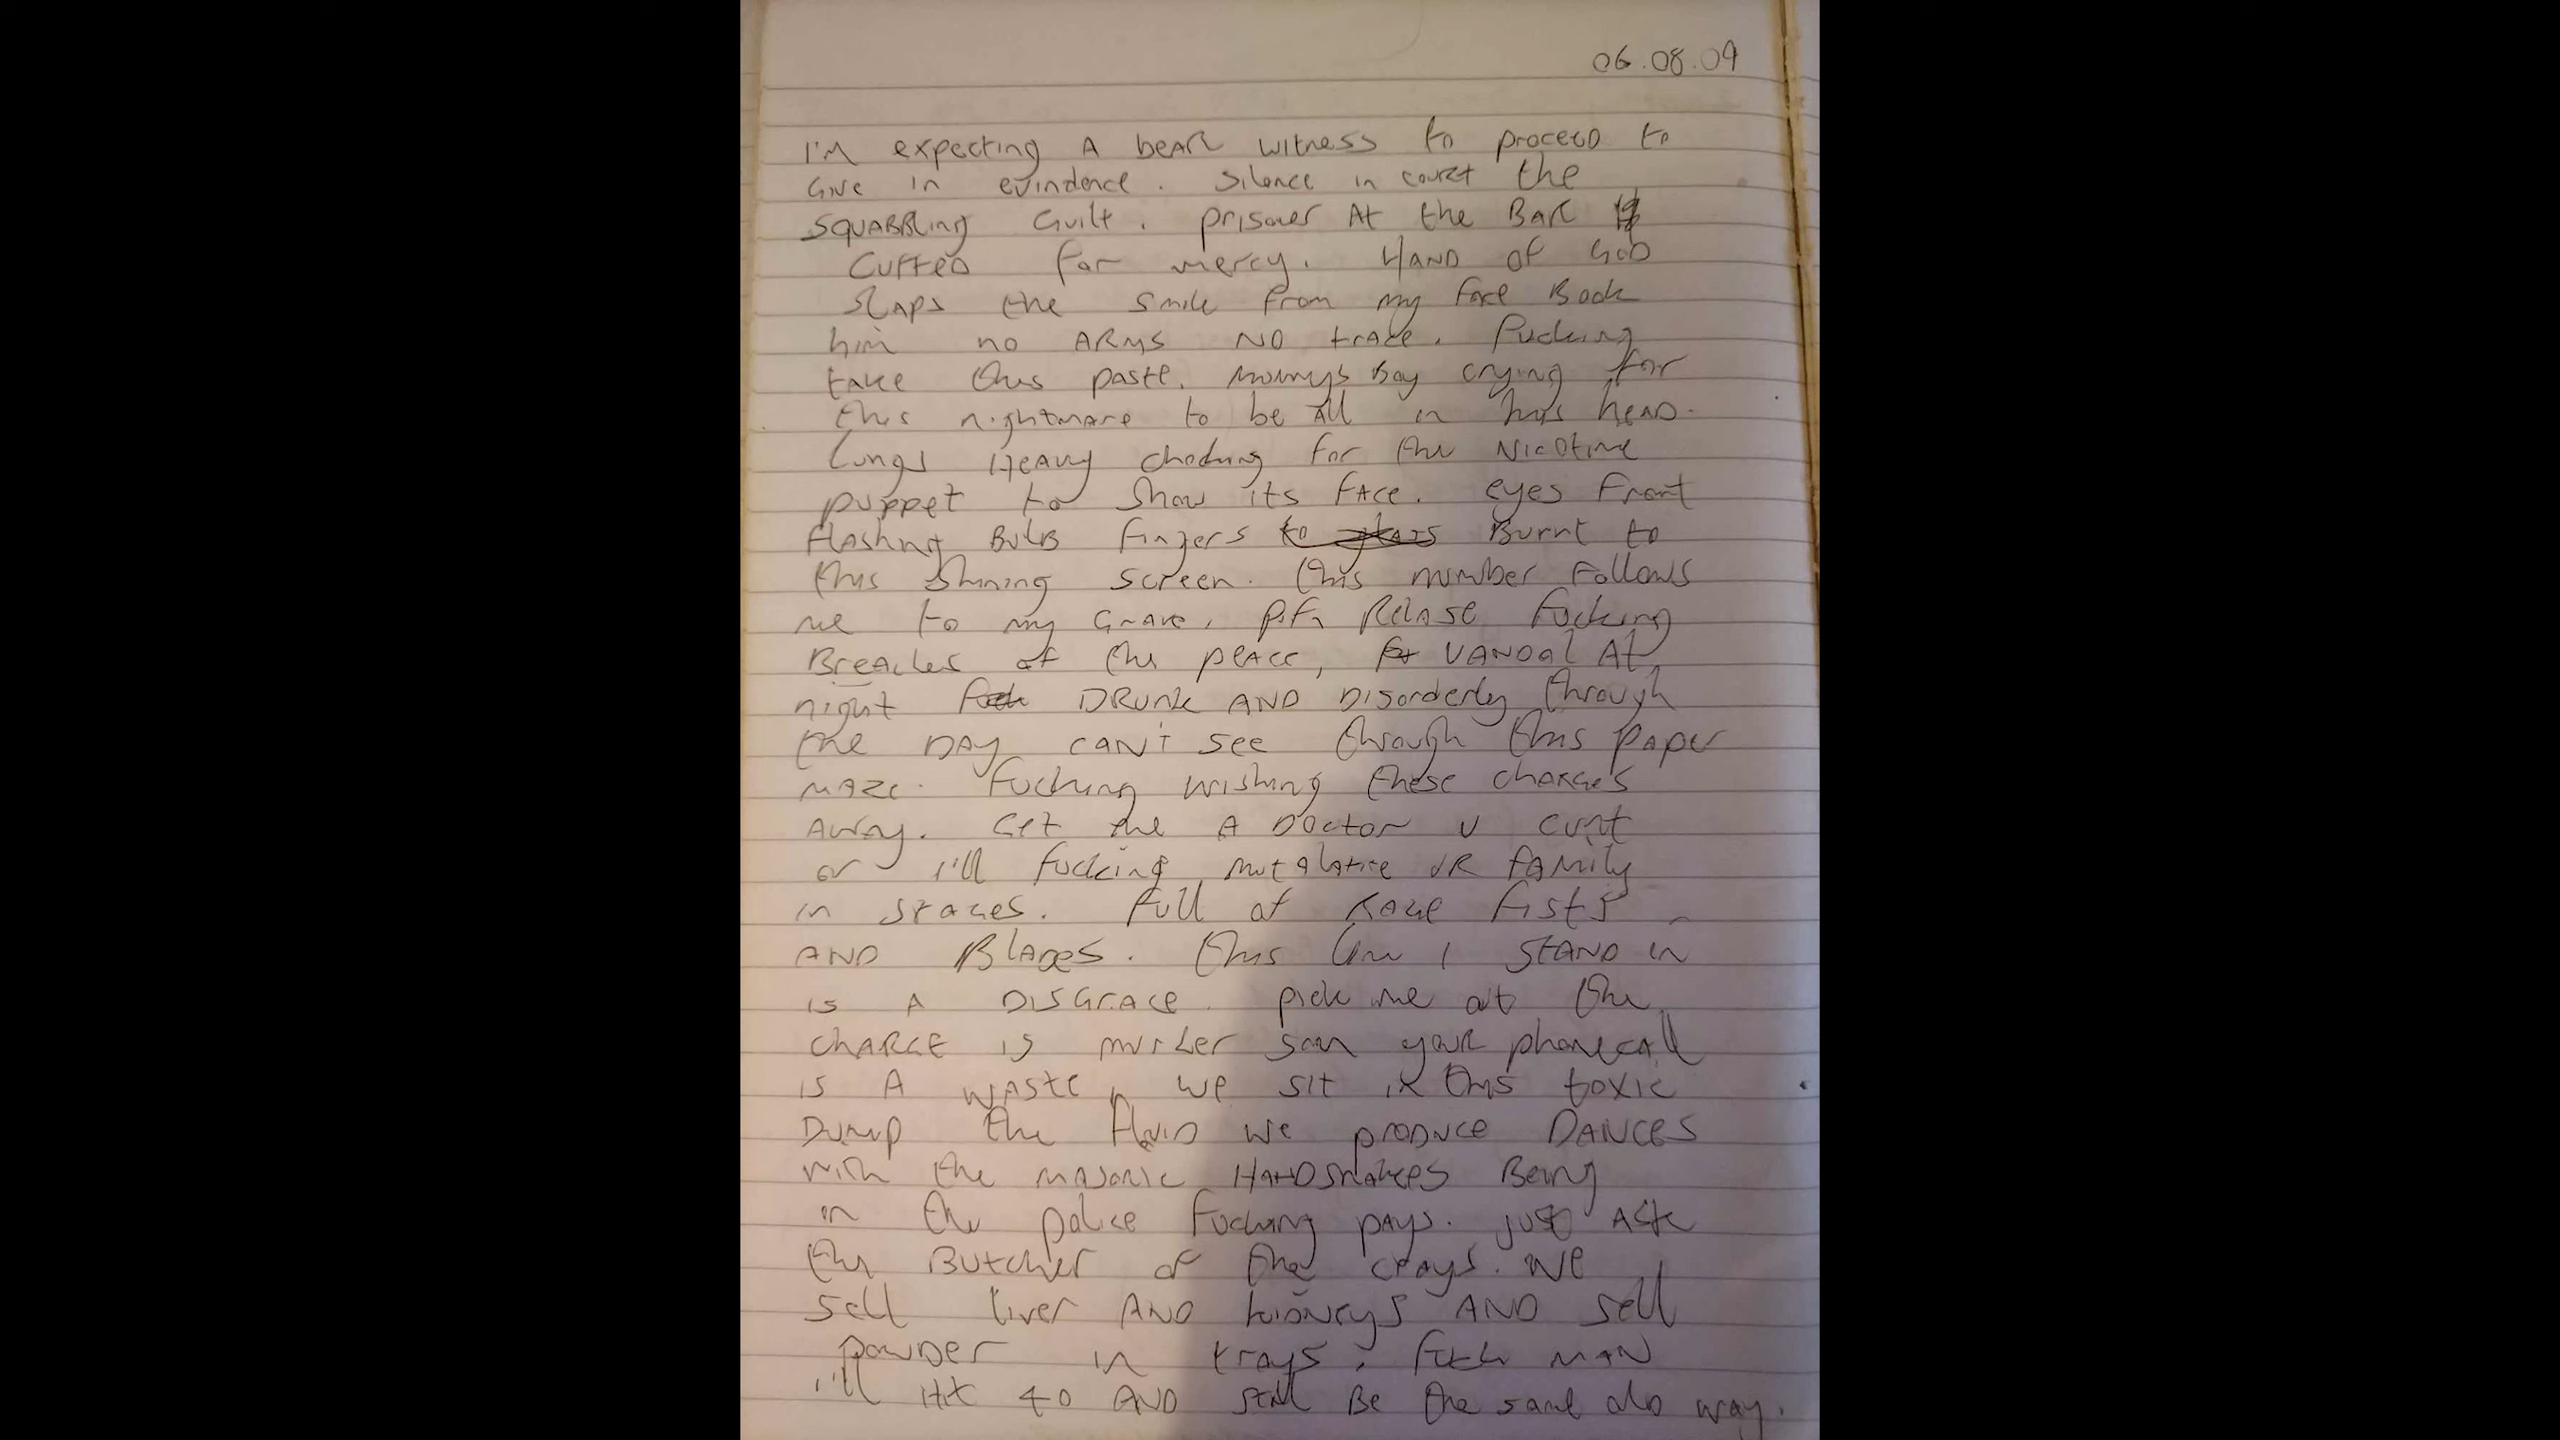 06.08.09
I'm expecting A beAR witness to proceeD to
Give in evindence. Silence in court the
SQUABBling Guilt. prisoner At the BaR
CuffeD for mercy. HAND of GoD
SLAPS the smile from my face Book
him no ARMS NO trace. Fucking
take this paste. Mommys Boy crying for
this nightmare to be All in his heAD.
Lungs HeAvy choking for the Nicotine
puppet to show its FAce. eyes Front
flashing Bulb fingers to Burnt to
this shining screen. this number Follows
me to my Grave. Relase fucking
BreAches of the peAce, VANDal At
night DRunk AND Disorderly through
the DAy cAN't see through this pAper
MAZe. Fucking wishing these chARGes
AwAy. Get me A Doctor u cunt
or I'll fucking mutalatite UR fAMily
in stages. Full of RAGe fists
AND BlADes. this line I STAND in
is A DISGrAce. pick me out the
chARGE is murder son your phonecAll
is A WASTe, we sit in this toxic
Dump the fluiD we pRoDuce DANCES
with the mAsonic HANDshAkes Being
in the police Fucking pays. just ASk
the Butcher of the crays. We
Sell liver AND kiDneys AND sell
powDer in trays. fuck MAN
I'll Hit 40 AND still Be the same olD way.